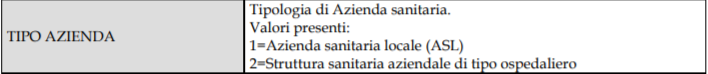 TIPO AZIENDA
Tipologia di Azienda sanitaria.
Valori presenti:
1=Azienda sanitaria locale (ASL)
2=Struttura sanitaria aziendale di tipo ospedaliero